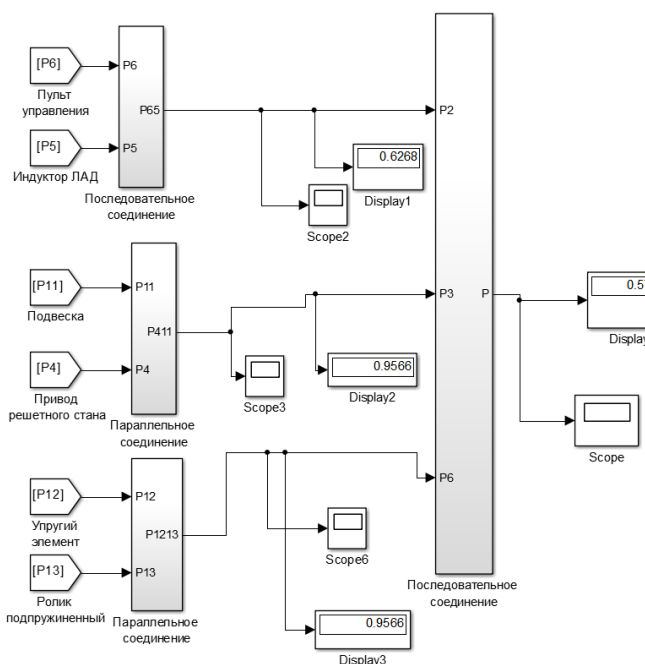 [P6]
Пульт
управления
[P5]
Индуктор ЛАД
P6
P65
P5
Последовательное
соединение
0.6268
Display1
Scope2
[P11]
Подвеска
[P4]
Привод
решетного стана
P11
P411
P4
Параллельное
соединение
Scope3
0.9566
Display2
[P12]
Упругий
элемент
[P13]
Ролик
подпружиненный
P12
P1213
P13
Параллельное
соединение
Scope6
0.9566
Display3
P2
P3
P
P6
Последовательное
соединение
0.57
Display
Scope